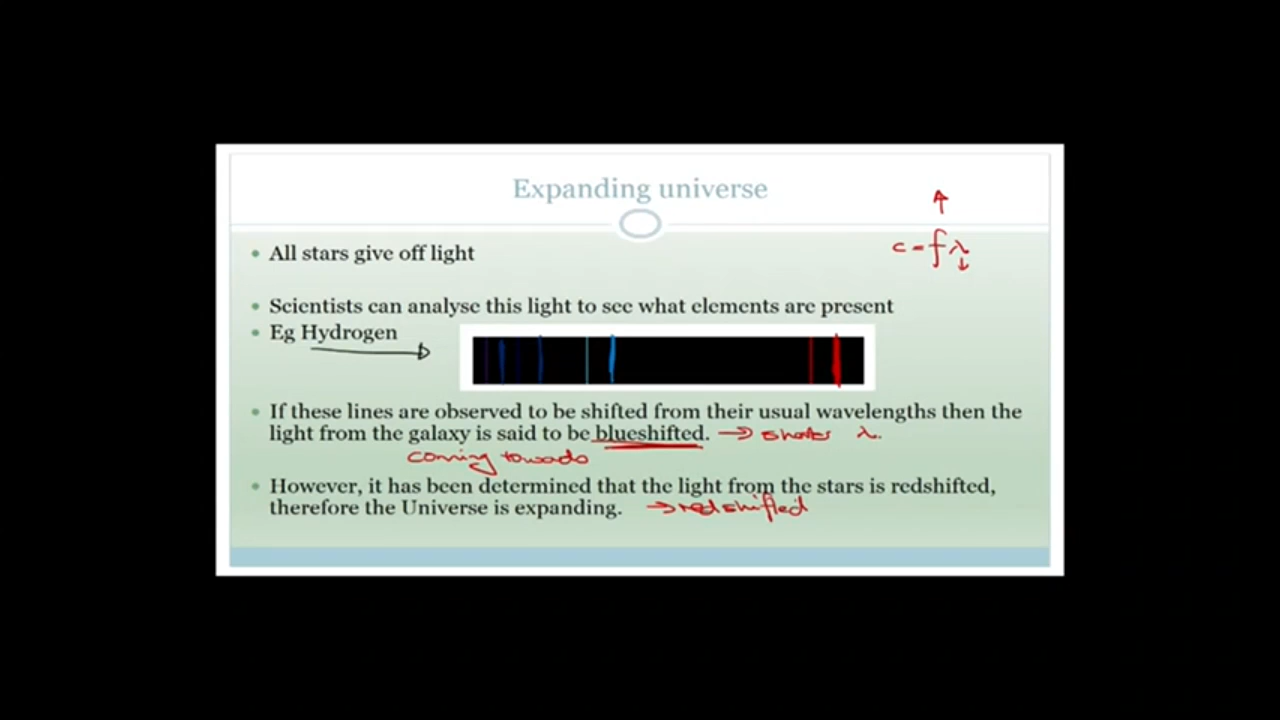 Expanding universe
All stars give off light
c = fλ
Scientists can analyse this light to see what elements are present
Eg Hydrogen
If these lines are observed to be shifted from their usual wavelengths then the
light from the galaxy is said to be blueshifted. → shorter λ.
coming towards
However, it has been determined that the light from the stars is redshifted,
therefore the Universe is expanding. → redshifted